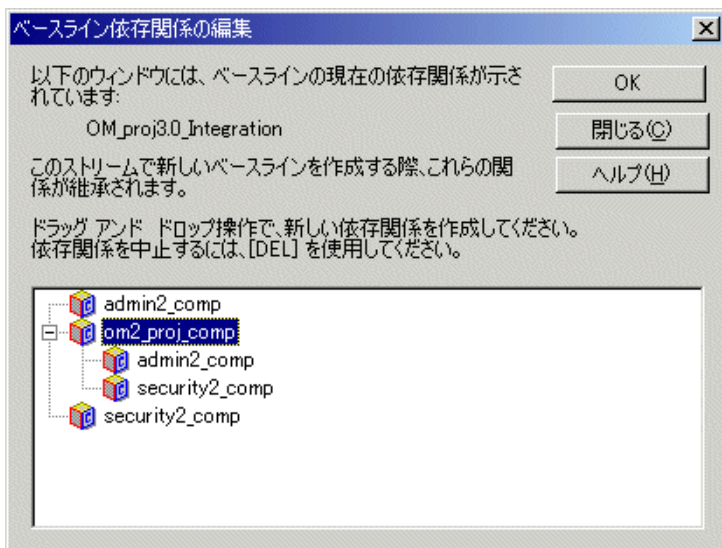 ベースライン依存関係の編集
以下のウィンドウには、ベースラインの現在の依存関係が示さ
れています:
OM_proj3.0_Integration
このストリームで新しいベースラインを作成する際、これらの関
係が継承されます。
ドラッグ アンド ドロップ操作で、新しい依存関係を作成してください。
依存関係を中止するには、[DEL] を使用してください。
OK
閉じる(C)
ヘルプ(H)
admin2_comp
om2_proj_comp
admin2_comp
security2_comp
security2_comp